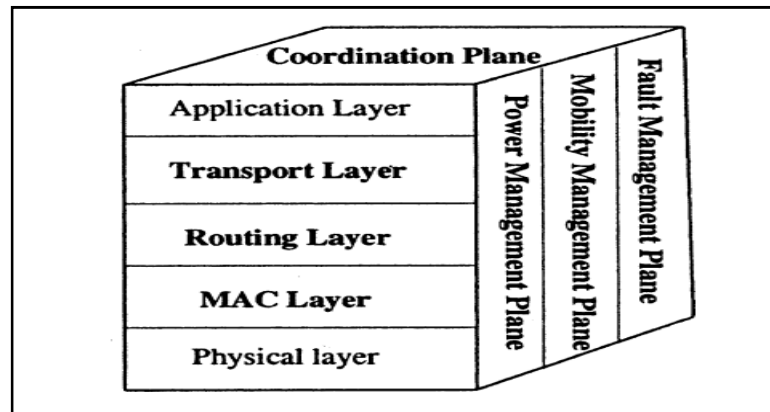 Coordination Plane
Application Layer
Transport Layer
Routing Layer
MAC Layer
Physical layer
Power Management Plane
Mobility Management Plane
Fault Management Plane